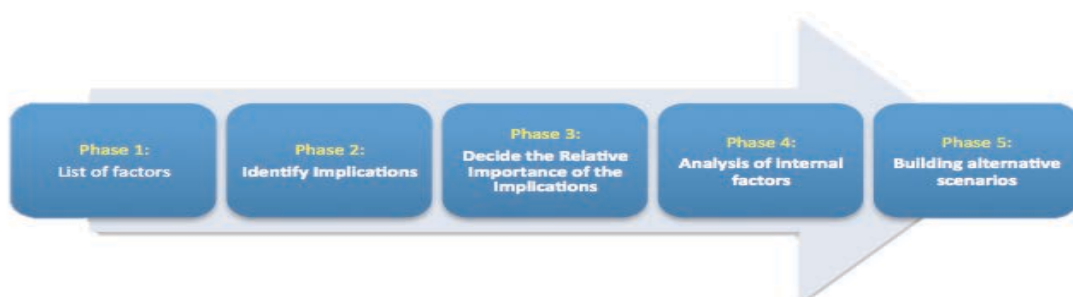 Phase 1:
List of factors
Phase 2:
Identify Implications
Phase 3:
Decide the Relative
Importance of the
Implications
Phase 4:
Analysis of internal
factors
Phase 5:
Building alternative
scenarios